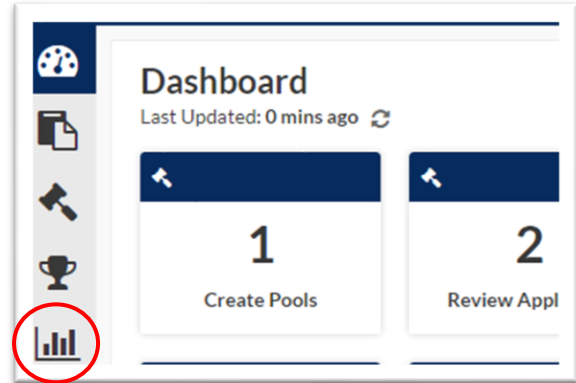 Dashboard
Last Updated: 0 mins ago
1
Create Pools
2
Review Appl